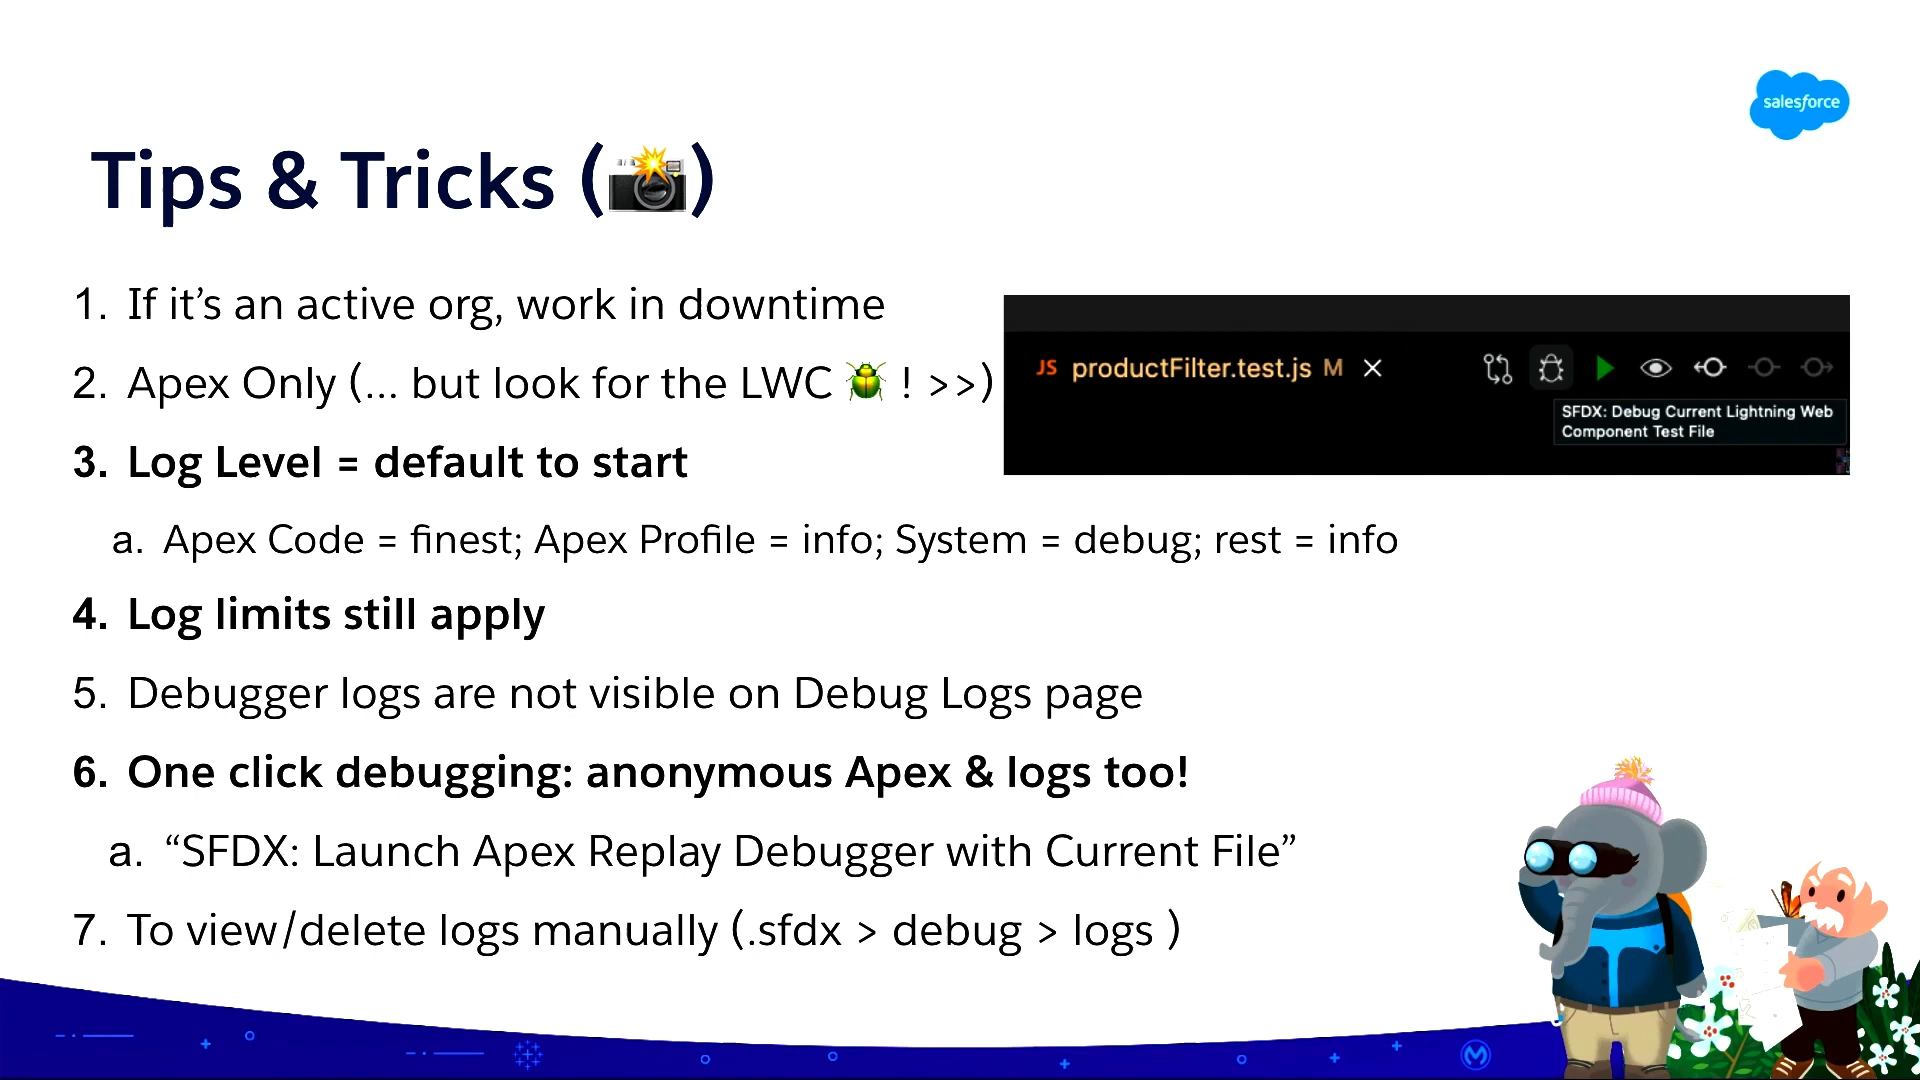 salesforce
Tips & Tricks (📸)
1. If it’s an active org, work in downtime
2. Apex Only (... but look for the LWC 🪲 ! >>)
JS productFilter.test.js M ✕
SFDX: Debug Current Lightning Web
Component Test File
3. Log Level = default to start
a. Apex Code = finest; Apex Profile = info; System = debug; rest = info
4. Log limits still apply
5. Debugger logs are not visible on Debug Logs page
6. One click debugging: anonymous Apex & logs too!
a. “SFDX: Launch Apex Replay Debugger with Current File”
7. To view/delete logs manually (.sfdx > debug > logs )